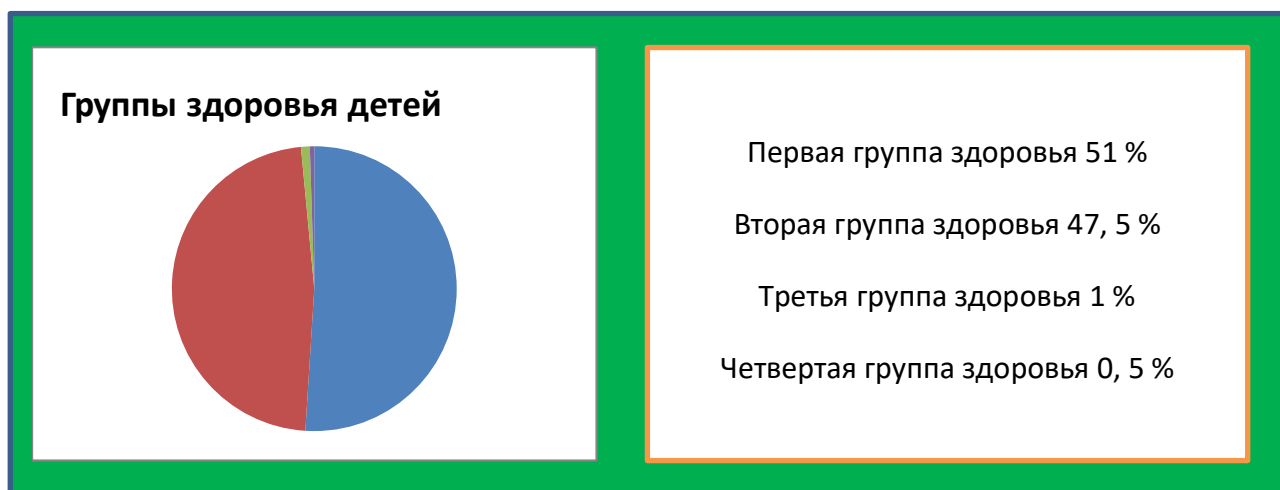 Группы здоровья детей
Первая группа здоровья 51 %
Вторая группа здоровья 47, 5 %
Третья группа здоровья 1 %
Четвертая группа здоровья 0, 5 %